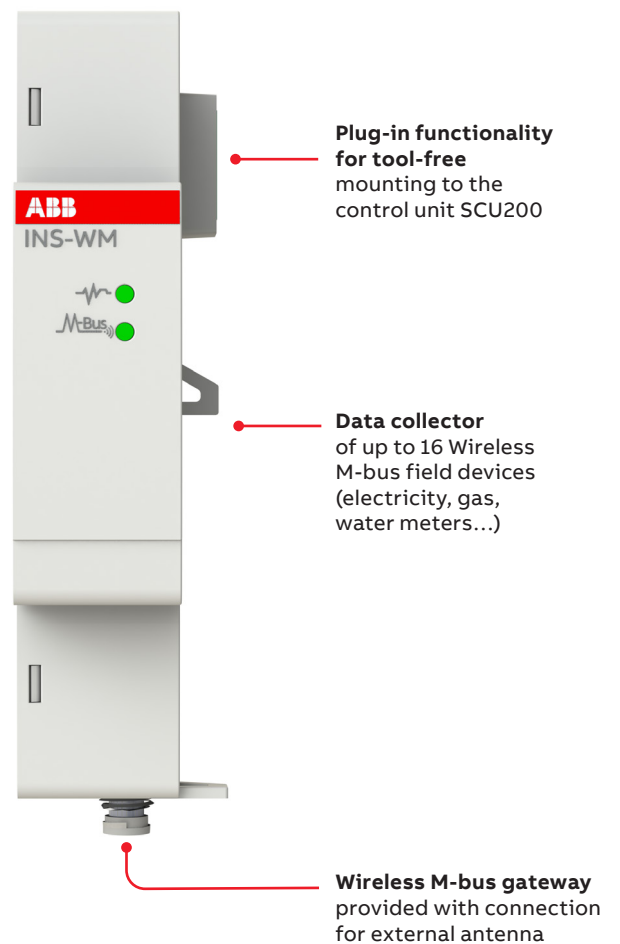 ABB
INS-WM
M-Bus
Plug-in functionality
for tool-free
mounting to the
control unit SCU200
Data collector
of up to 16 Wireless
M-bus field devices
(electricity, gas,
water meters...)
Wireless M-bus gateway
provided with connection
for external antenna